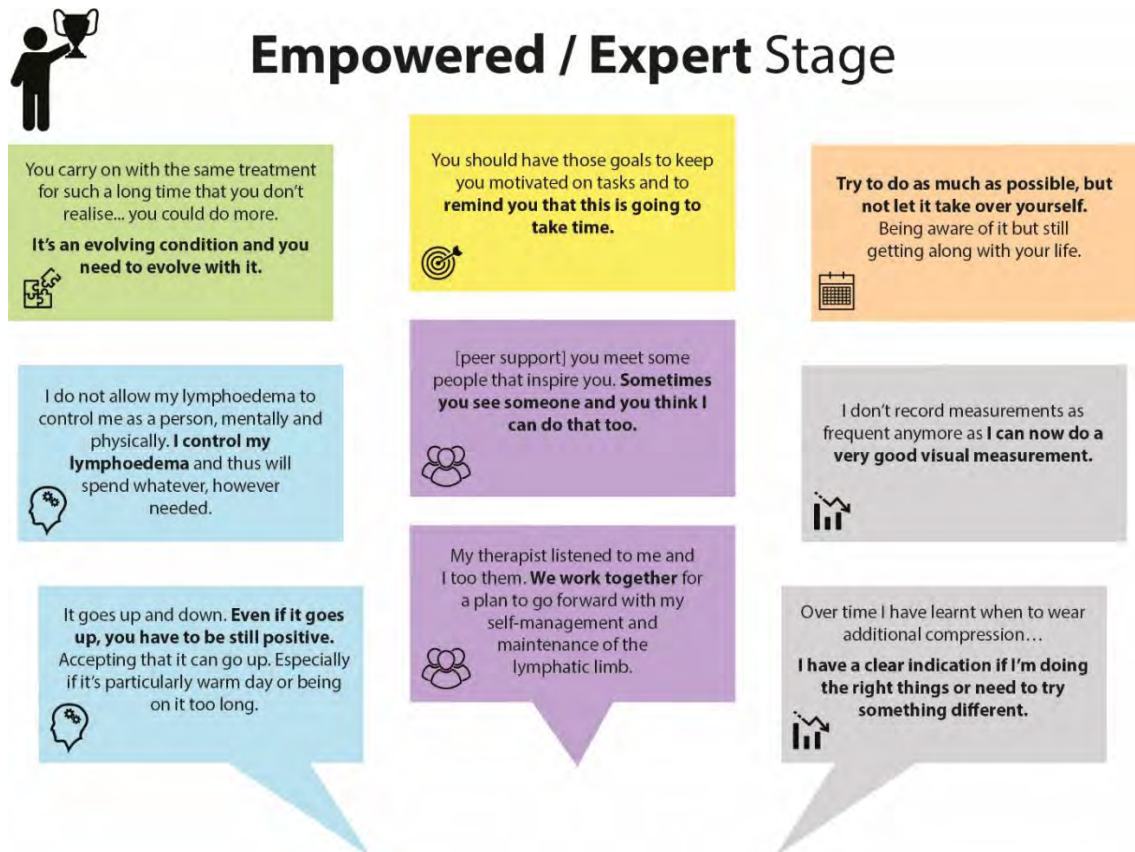 Empowered / Expert Stage
You carry on with the same treatment
for such a long time that you don't
realise... you could do more.
It's an evolving condition and you
need to evolve with it.
You should have those goals to keep
you motivated on tasks and to
remind you that this is going to
take time.
Try to do as much as possible, but
not let it take over yourself.
Being aware of it but still
getting along with your life.
I do not allow my lymphoedema to
control me as a person, mentally and
physically. I control my
lymphoedema and thus will
spend whatever, however
needed.
[peer support] you meet some
people that inspire you. Sometimes
you see someone and you think I
can do that too.
I don't record measurements as
frequent anymore as I can now do a
very good visual measurement.
It goes up and down. Even if it goes
up, you have to be still positive.
Accepting that it can go up. Especially
if it's particularly warm day or being
on it too long.
My therapist listened to me and
I too them. We work together for
a plan to go forward with my
self-management and
maintenance of the
lymphatic limb.
Over time I have learnt when to wear
additional compression…
I have a clear indication if I'm doing
the right things or need to try
something different.